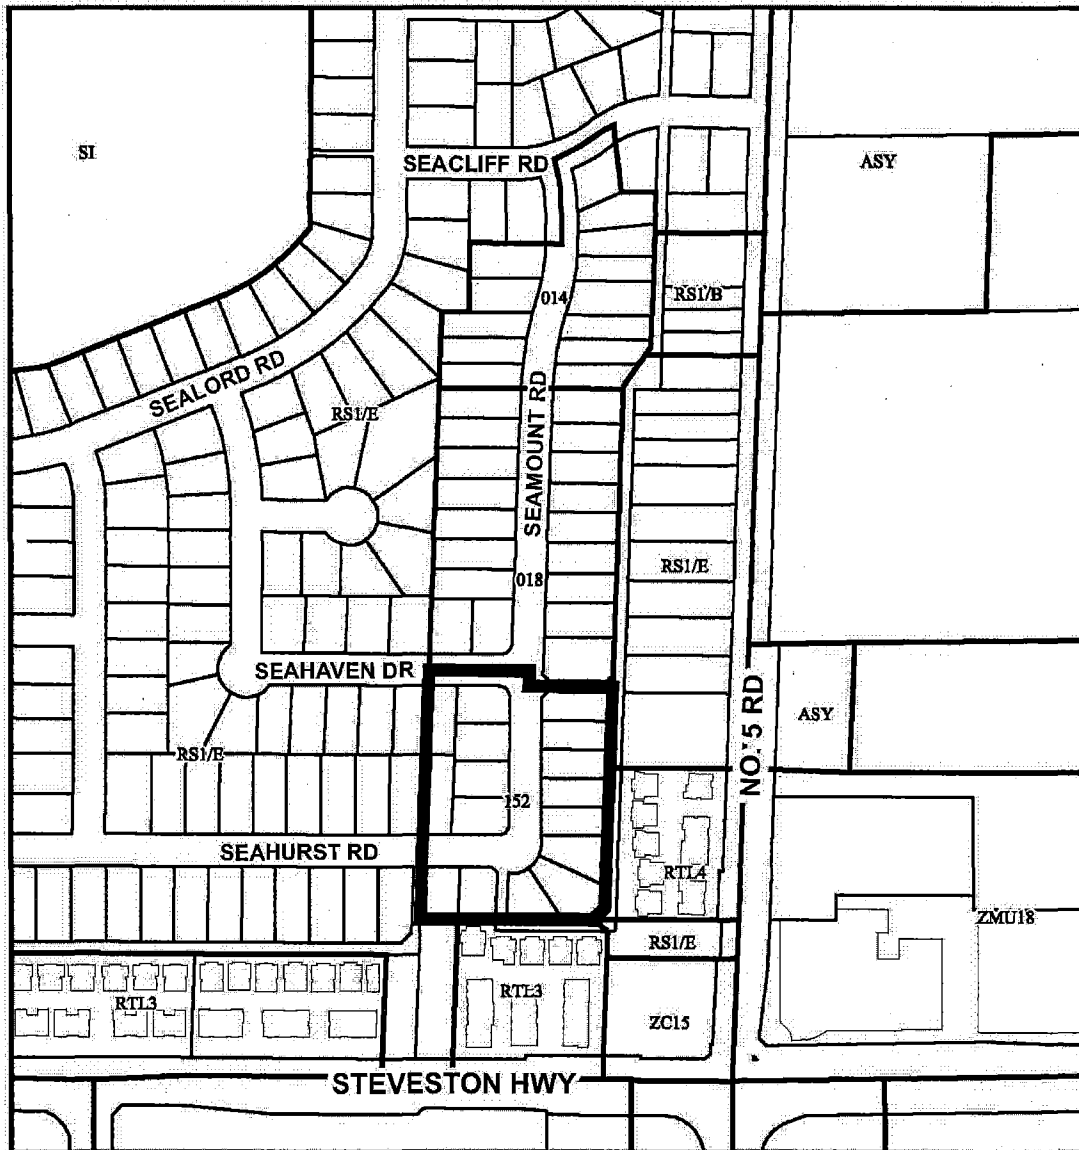 SI
SEACLIFF RD
ASY
014
RS1/B
SEALORD RD
RS1/E
SEAMOUNT RD
RS1/E
018
SEAHAVEN DR
NO. 5 RD
ASY
RS1/E
152
SEAHURST RD
RTL4
ZMU18
RS1/E
RTL3
RTL3
ZC15
STEVESTON HWY